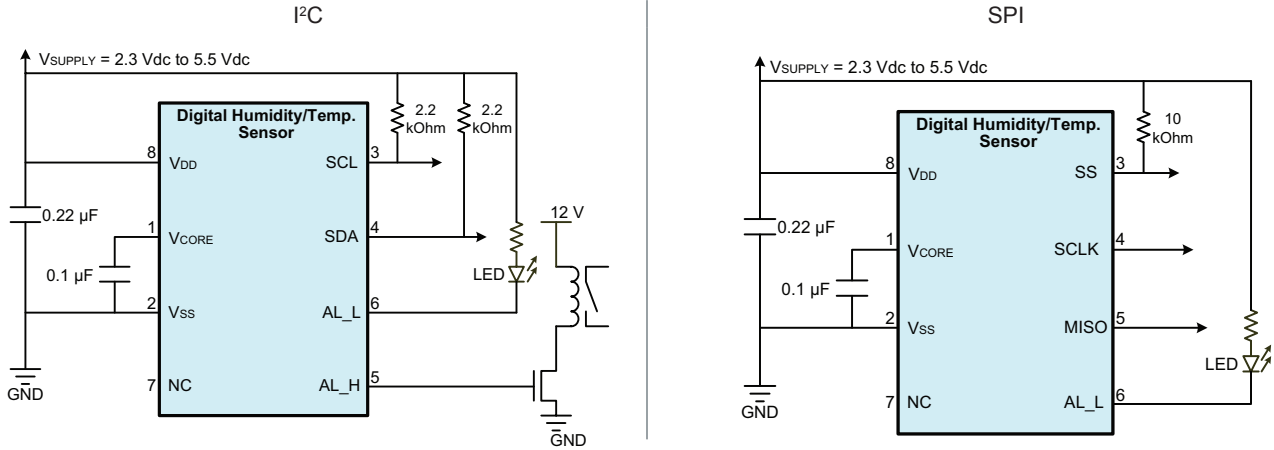 I²C
VSUPPLY = 2.3 Vdc to 5.5 Vdc
Digital Humidity/Temp.
Sensor
2.2
kOhm
2.2
kOhm
8
VDD
SCL
3
0.22 µF
1
VCORE
SDA
4
12 V
0.1 µF
LED
2
VSS
AL_L
6
GND
7
NC
AL_H
5
GND
SPI
VSUPPLY = 2.3 Vdc to 5.5 Vdc
Digital Humidity/Temp.
Sensor
10
kOhm
8
VDD
SS
3
0.22 µF
1
VCORE
SCLK
4
0.1 µF
2
VSS
MISO
5
LED
GND
7
NC
AL_L
6